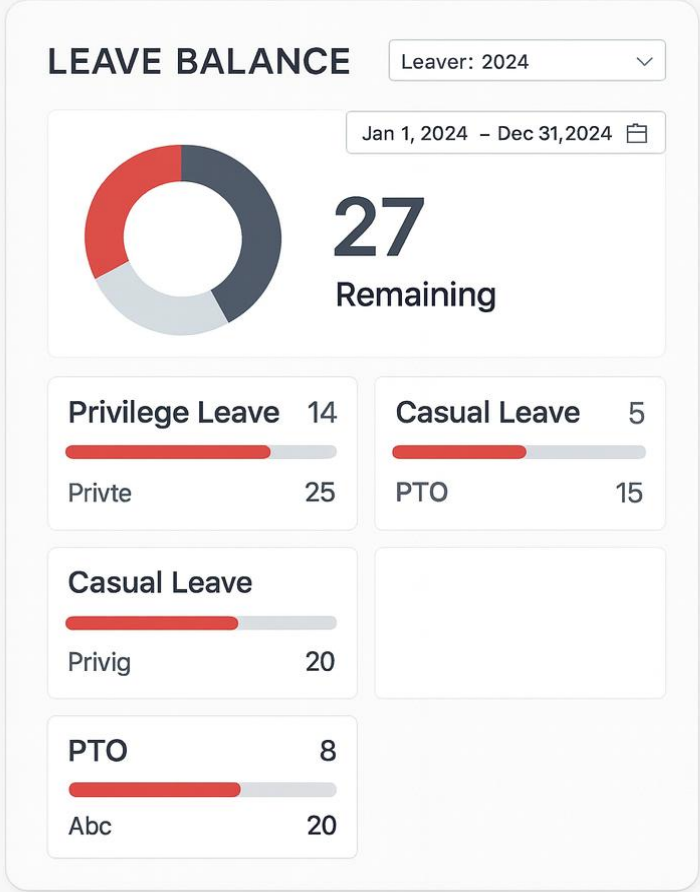 LEAVE BALANCE
Leaver: 2024
Jan 1, 2024 – Dec 31,2024
27
Remaining
Privilege Leave 14
Privte 25
Casual Leave 5
PTO 15
Casual Leave
Privig 20
PTO 8
Abc 20